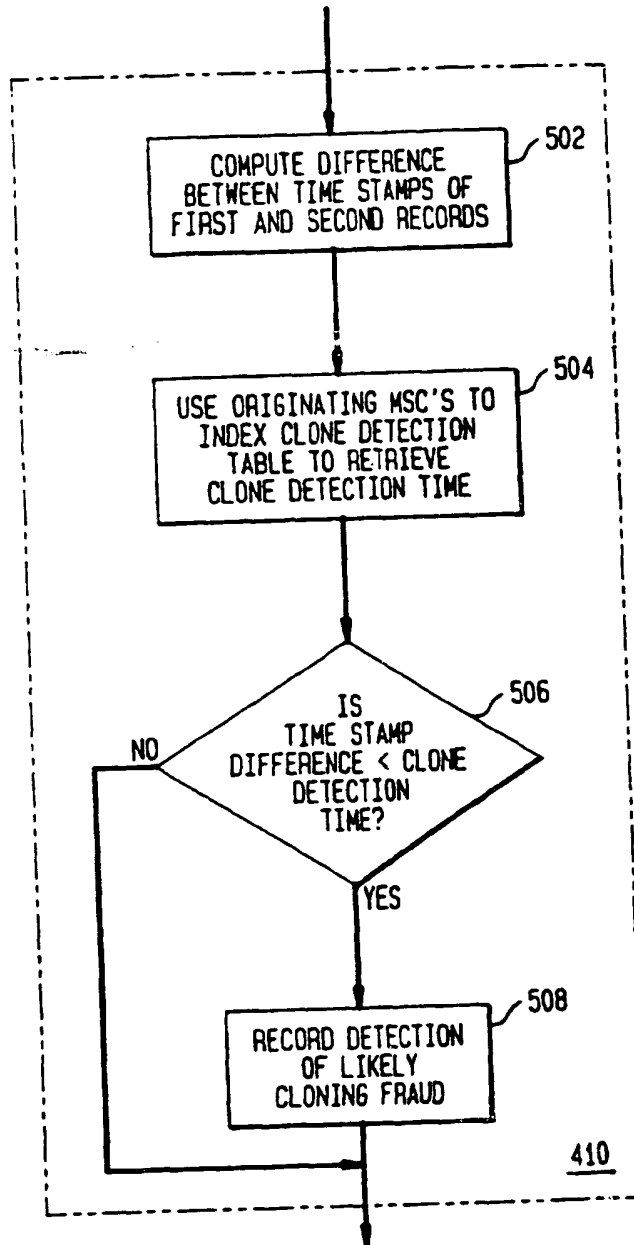 502
COMPUTE DIFFERENCE
BETWEEN TIME STAMPS OF
FIRST AND SECOND RECORDS
504
USE ORIGINATING MSC'S TO
INDEX CLONE DETECTION
TABLE TO RETRIEVE
CLONE DETECTION TIME
506
IS
TIME STAMP
DIFFERENCE < CLONE
DETECTION
TIME?
NO
YES
508
RECORD DETECTION
OF LIKELY
CLONING FRAUD
410